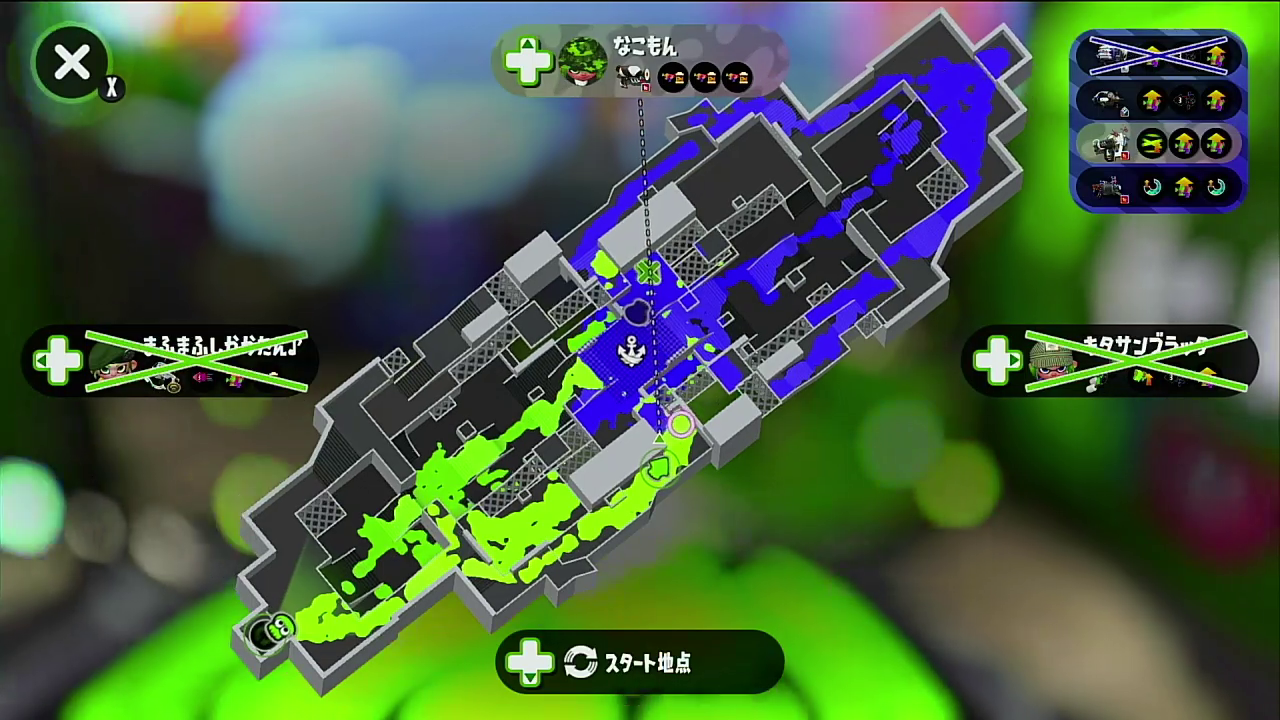 X
なこもん
まふまふしかかたん♪
キタサンブラック
スタート地点